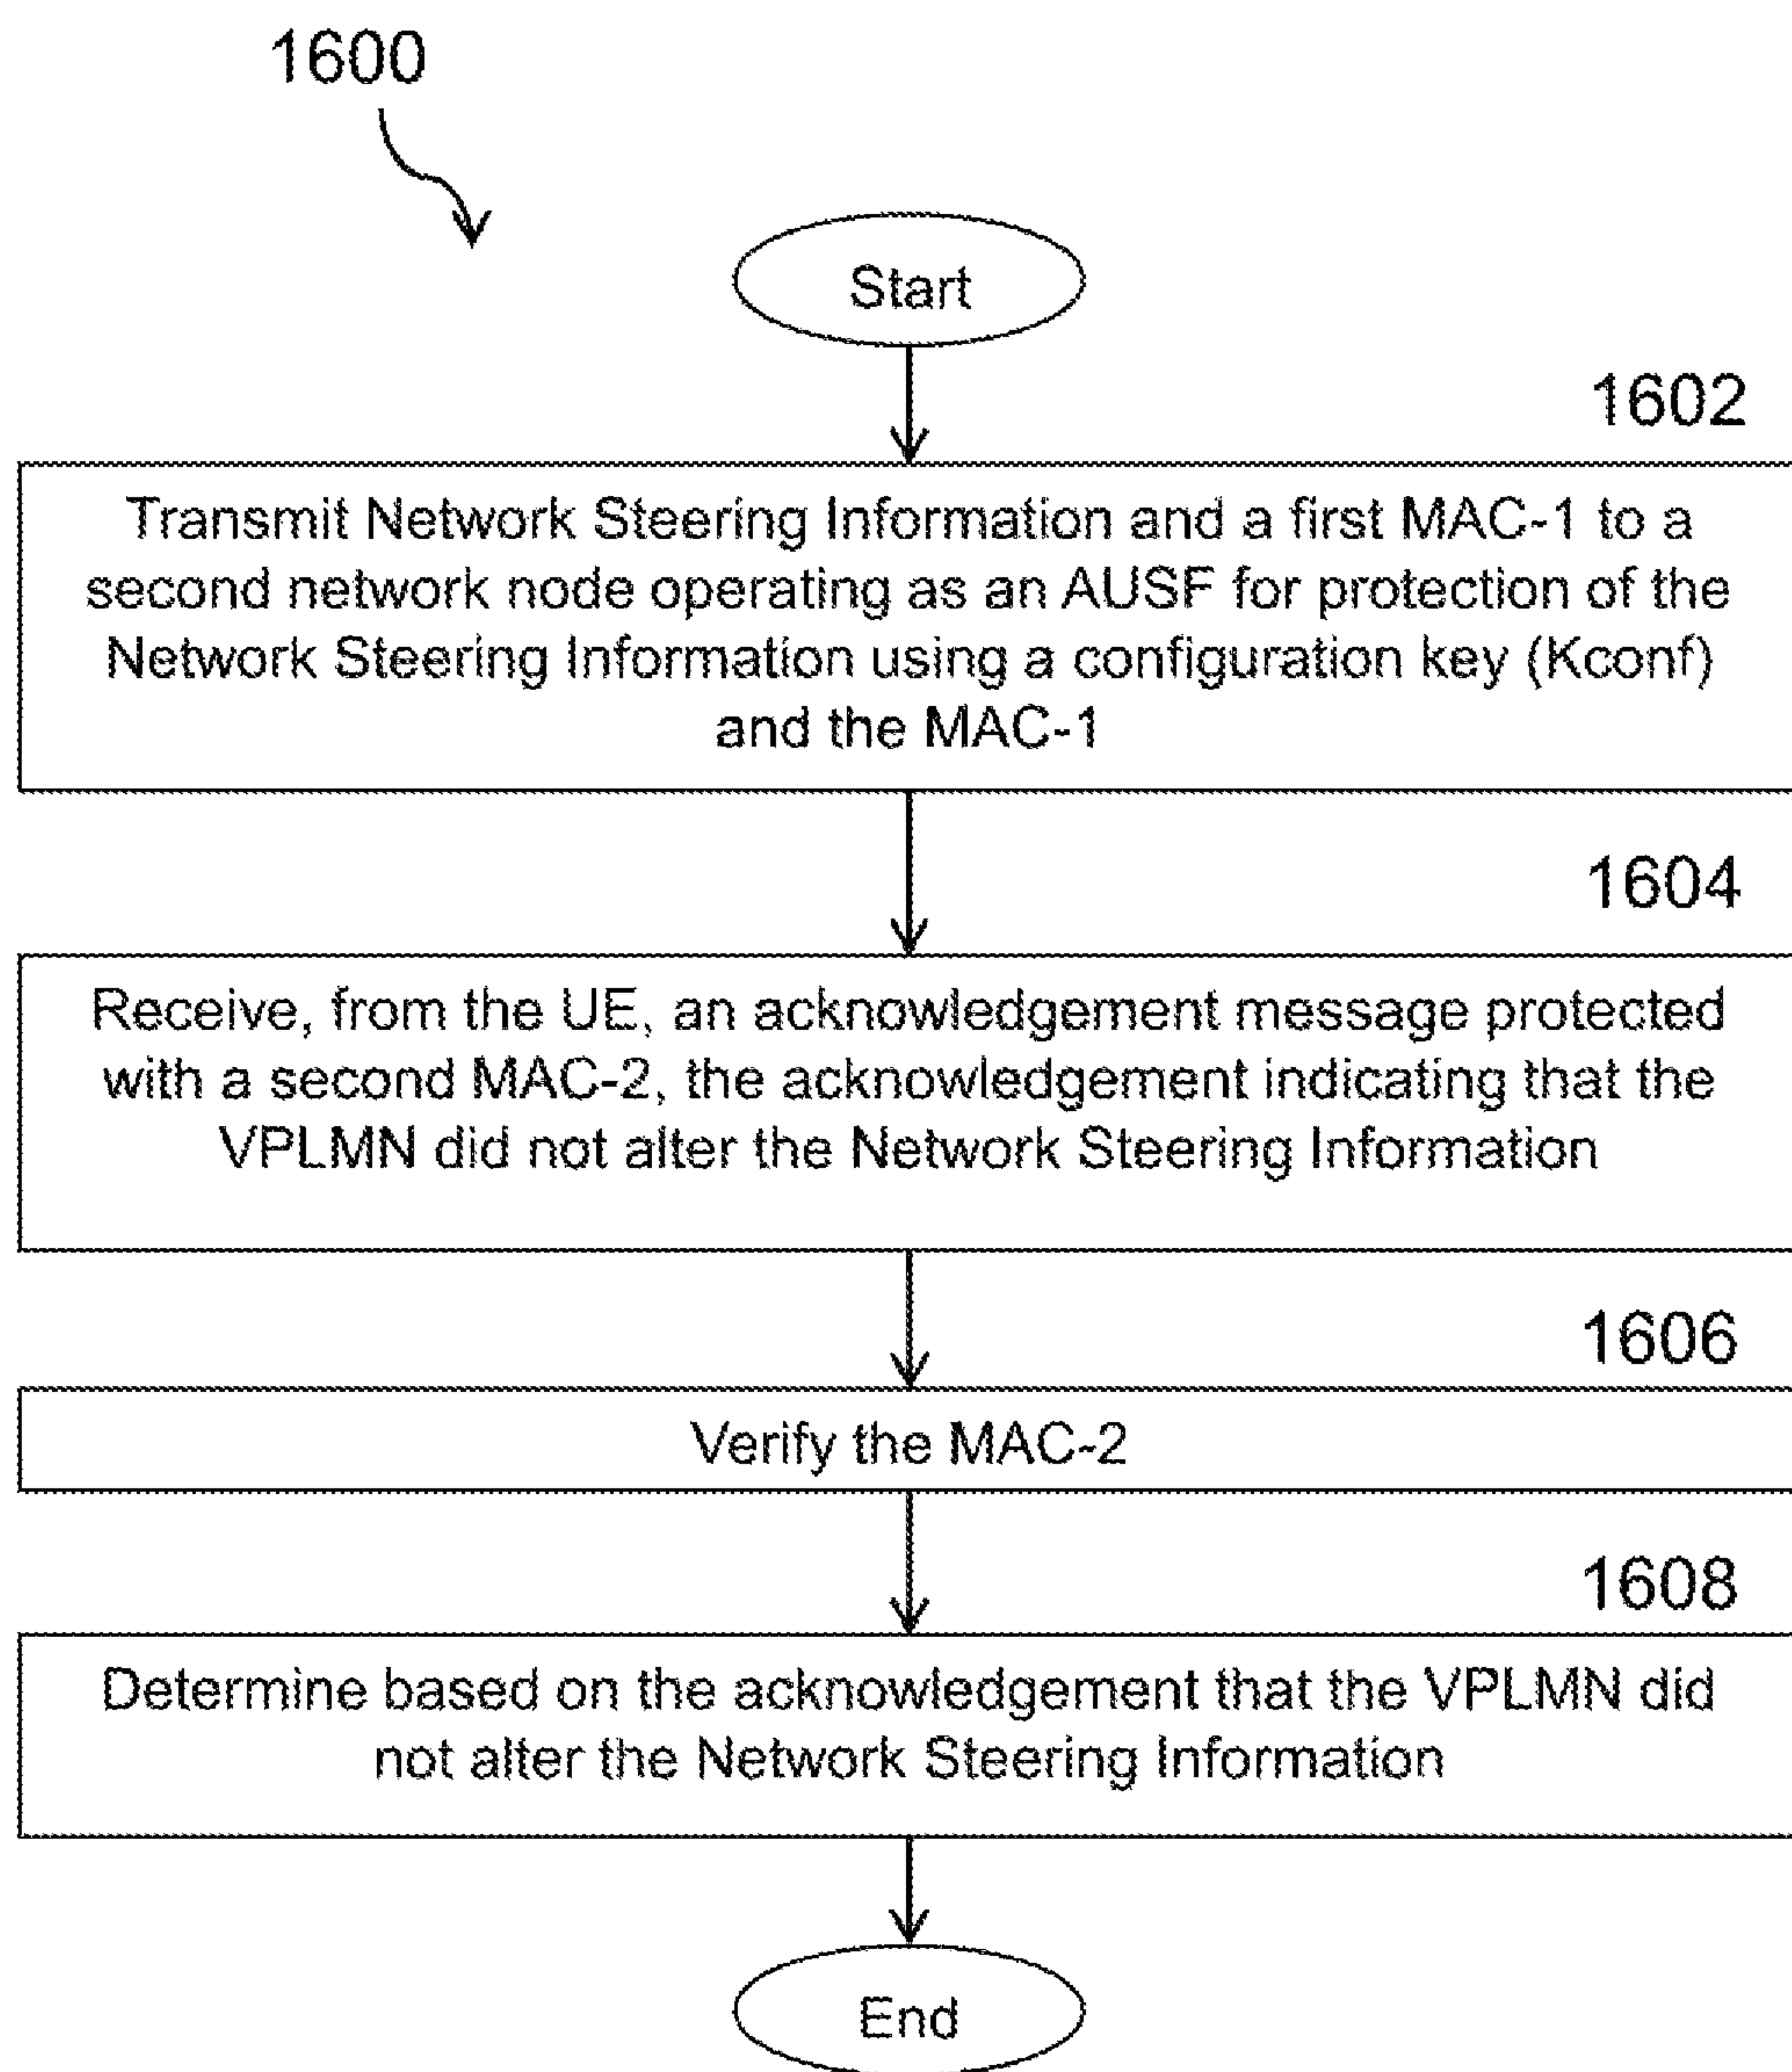 1600
Start
1602
Transmit Network Steering Information and a first MAC-1 to a
second network node operating as an AUSF for protection of the
Network Steering Information using a configuration key (Kconf)
and the MAC-1
1604
Receive, from the UE, an acknowledgement message protected
with a second MAC-2, the acknowledgement indicating that the
VPLMN did not alter the Network Steering Information
1606
Verify the MAC-2
1608
Determine based on the acknowledgement that the VPLMN did
not alter the Network Steering Information
End